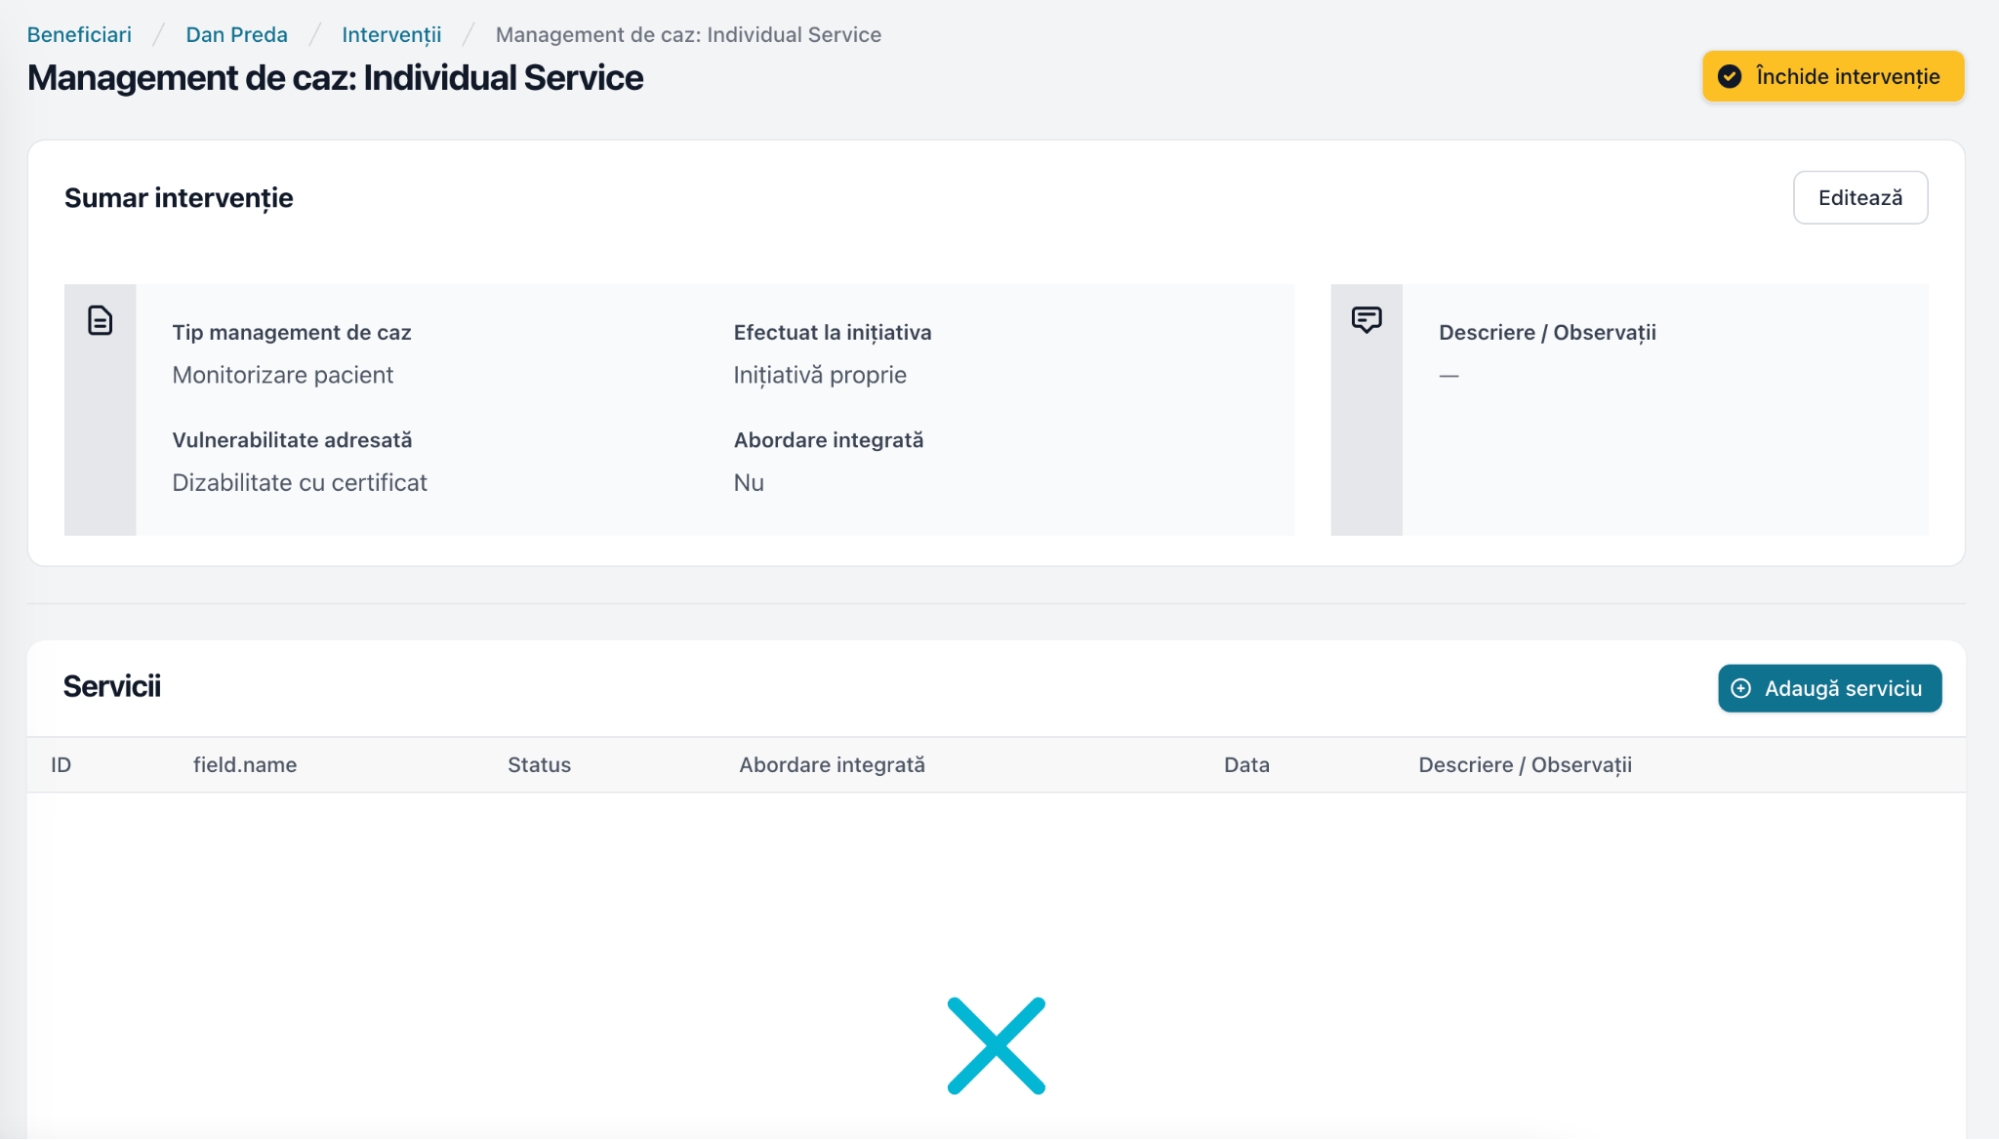 Beneficiari / Dan Preda / Intervenții / Management de caz: Individual Service
Management de caz: Individual Service
Închide intervenție
Sumar intervenție
Editează
Tip management de caz
Monitorizare pacient
Efectuat la inițiativa
Inițiativă proprie
Vulnerabilitate adresată
Dizabilitate cu certificat
Abordare integrată
Nu
Descriere / Observații
—
Servicii
Adaugă serviciu
ID field.name Status Abordare integrată Data Descriere / Observații